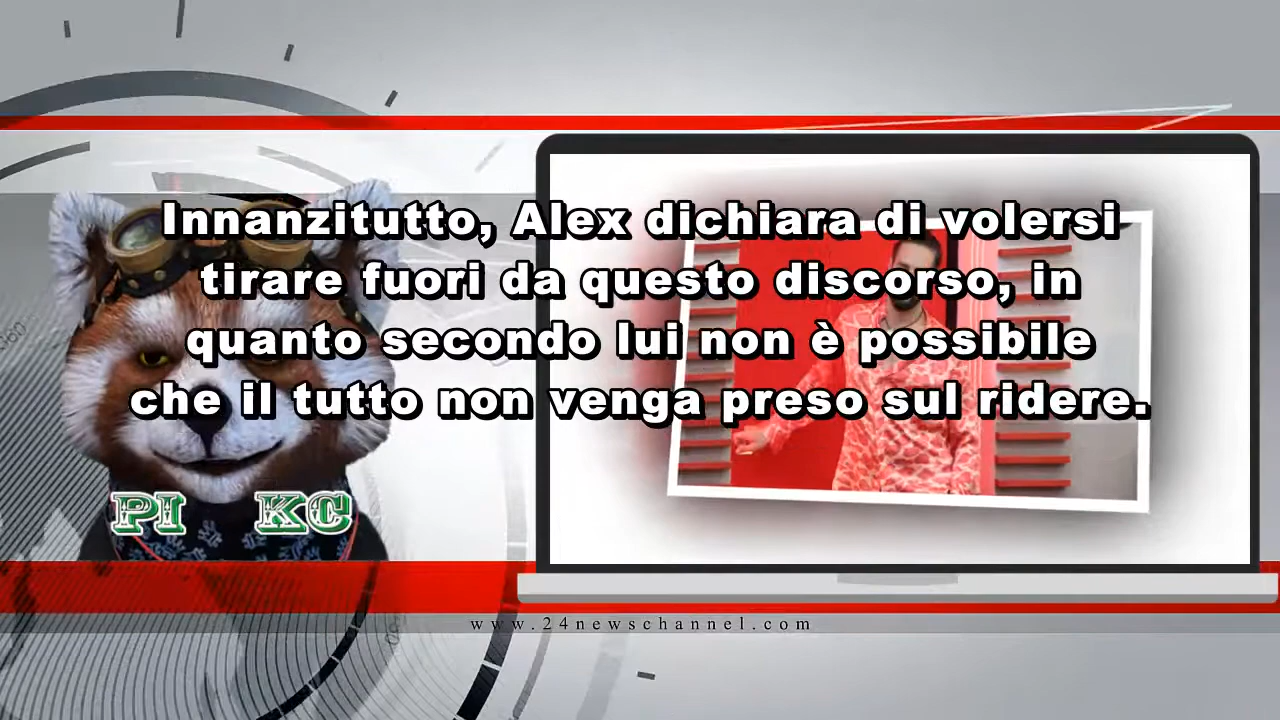 Innanzitutto, Alex dichiara di volersi
tirare fuori da questo discorso, in
quanto secondo lui non è possibile
che il tutto non venga preso sul ridere.
PI KC
www.24newschannel.com